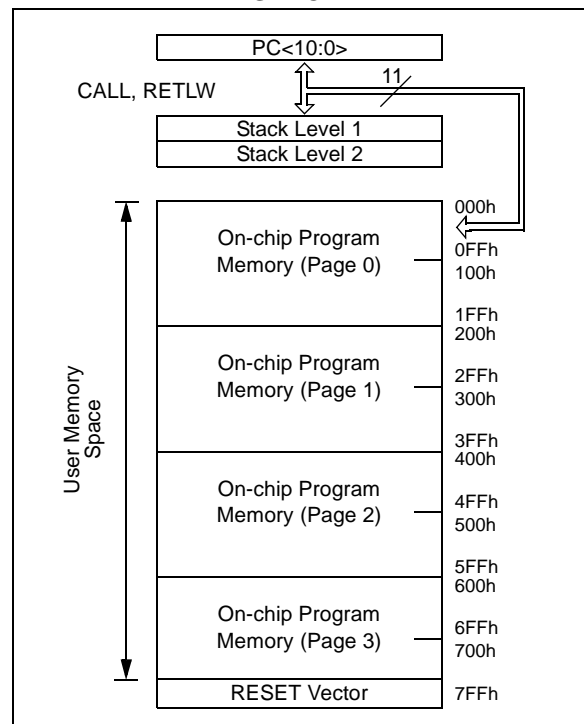 PC<10:0>
CALL, RETLW
11
Stack Level 1
Stack Level 2
User Memory
Space
000h
On-chip Program
Memory (Page 0)
0FFh
100h
1FFh
200h
On-chip Program
Memory (Page 1)
2FFh
300h
3FFh
400h
On-chip Program
Memory (Page 2)
4FFh
500h
5FFh
600h
On-chip Program
Memory (Page 3)
6FFh
700h
RESET Vector
7FFh